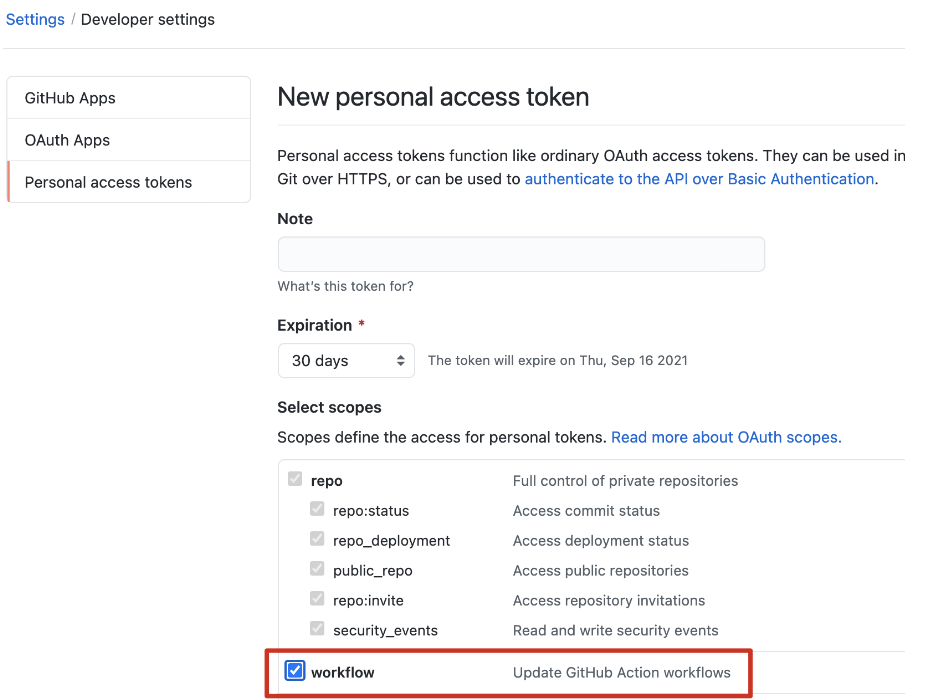 Settings / Developer settings
GitHub Apps
OAuth Apps
Personal access tokens
New personal access token
Personal access tokens function like ordinary OAuth access tokens. They can be used in
Git over HTTPS, or can be used to authenticate to the API over Basic Authentication.
Note
What's this token for?
Expiration *
30 days
The token will expire on Thu, Sep 16 2021
Select scopes
Scopes define the access for personal tokens. Read more about OAuth scopes.
repo Full control of private repositories
repo:status Access commit status
repo_deployment Access deployment status
public_repo Access public repositories
repo:invite Access repository invitations
security_events Read and write security events
workflow Update GitHub Action workflows